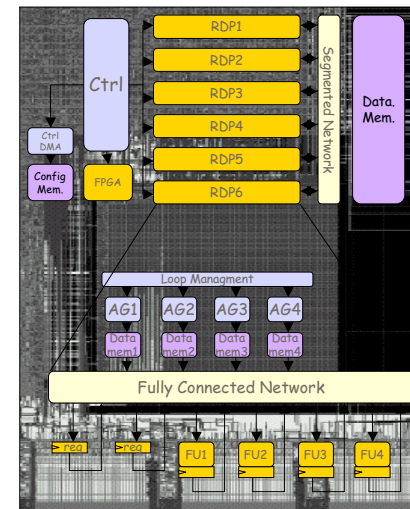 RDP1
RDP2
RDP3
RDP4
RDP5
RDP6
Ctrl
Segmented Network
Data.
Mem.
Ctrl
DMA
Config
Mem.
FPGA
Loop Managment
AG1 AG2 AG3 AG4
Data Data Data Data
mem1 mem2 mem3 mem4
Fully Connected Network
reg reg
FU1 FU2 FU3 FU4